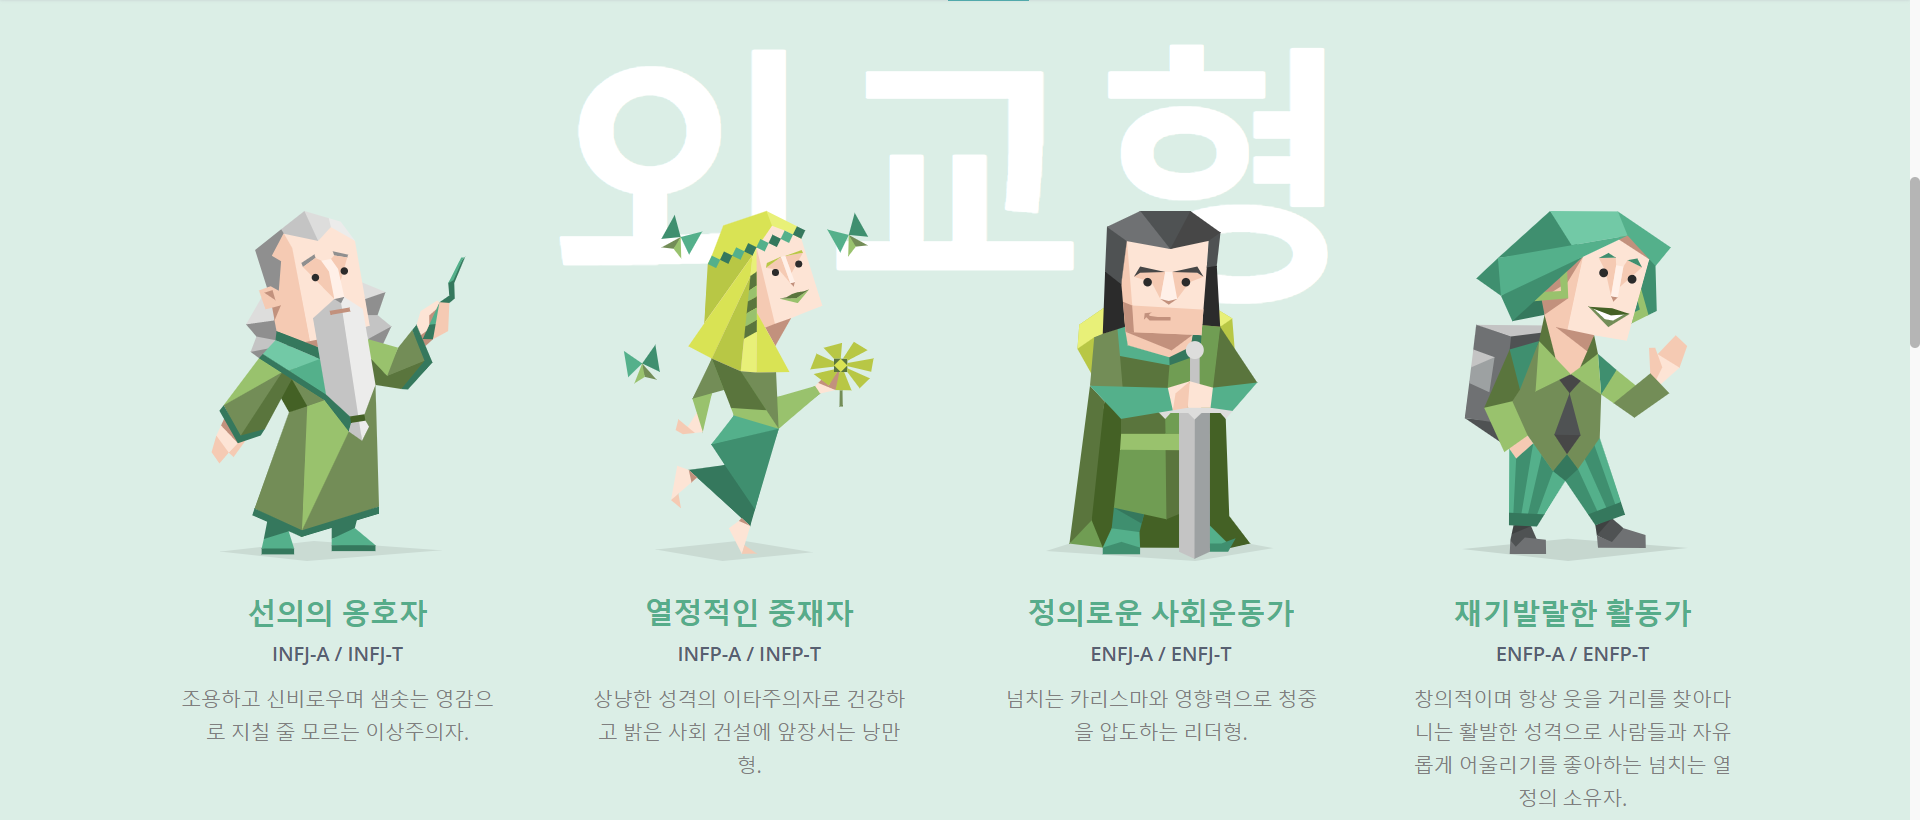 외교형
선의의 옹호자
INFJ-A / INFJ-T
조용하고 신비로우며 샘솟는 영감으
로 지칠 줄 모르는 이상주의자.
열정적인 중재자
INFP-A / INFP-T
상냥한 성격의 이타주의자로 건강하
고 밝은 사회 건설에 앞장서는 낭만
형.
정의로운 사회운동가
ENFJ-A / ENFJ-T
넘치는 카리스마와 영향력으로 청중
을 압도하는 리더형.
재기발랄한 활동가
ENFP-A / ENFP-T
창의적이며 항상 웃을 거리를 찾아다
니는 활발한 성격으로 사람들과 자유
롭게 어울리기를 좋아하는 넘치는 열
정의 소유자.